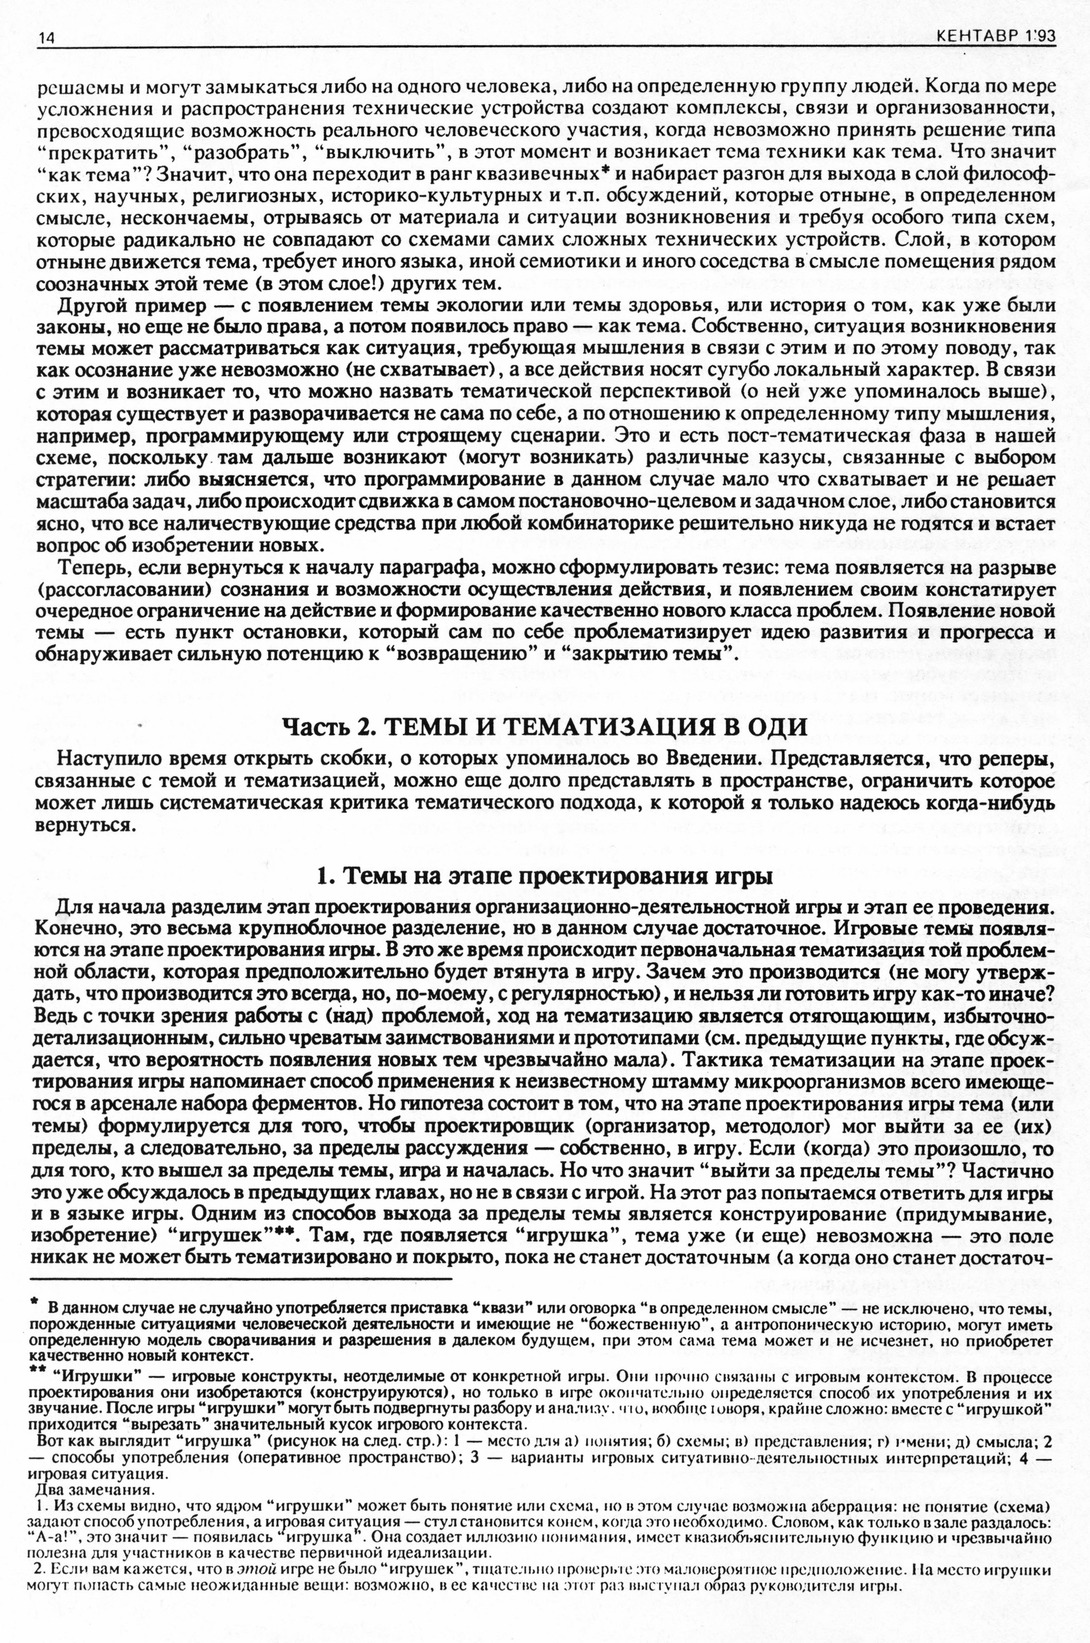 14
КЕНТАВР 1'93
решаемы и могут замыкаться либо на одного человека, либо на определенную группу людей. Когда по мере
усложнения и распространения технические устройства создают комплексы, связи и организованности,
превосходящие возможность реального человеческого участия, когда невозможно принять решение типа
“прекратить”, “разобрать”, “выключить”, в этот момент и возникает тема техники как тема. Что значит
“как тема”? Значит, что она переходит в ранг квазивечных* и набирает разгон для выхода в слой философ-
ских, научных, религиозных, историко-культурных и т.п. обсуждений, которые отныне, в определенном
смысле, нескончаемы, отрываясь от материала и ситуации возникновения и требуя особого типа схем,
которые радикально не совпадают со схемами самих сложных технических устройств. Слой, в котором
отныне движется тема, требует иного языка, иной семиотики и иного соседства в смысле помещения рядом
соозначных этой теме (в этом слое!) других тем.
Другой пример — с появлением темы экологии или темы здоровья, или история о том, как уже были
законы, но еще не было права, а потом появилось право — как тема. Собственно, ситуация возникновения
темы может рассматриваться как ситуация, требующая мышления в связи с этим и по этому поводу, так
как осознание уже невозможно (не схватывает), а все действия носят сугубо локальный характер. В связи
с этим и возникает то, что можно назвать тематической перспективой (о ней уже упоминалось выше),
которая существует и разворачивается не сама по себе, а по отношению к определенному типу мышления,
например, программирующему или строящему сценарии. Это и есть пост-тематическая фаза в нашей
схеме, поскольку там дальше возникают (могут возникать) различные казусы, связанные с выбором
стратегии: либо выясняется, что программирование в данном случае мало что схватывает и не решает
масштаба задач, либо происходит сдвижка в самом постановочно-целевом и задачном слое, либо становится
ясно, что все наличествующие средства при любой комбинаторике решительно никуда не годятся и встает
вопрос об изобретении новых.
Теперь, если вернуться к началу параграфа, можно сформулировать тезис: тема появляется на разрыве
(рассогласовании) сознания и возможности осуществления действия, и появлением своим констатирует
очередное ограничение на действие и формирование качественно нового класса проблем. Появление новой
темы — есть пункт остановки, который сам по себе проблематизирует идею развития и прогресса и
обнаруживает сильную потенцию к “возвращению” и “закрытию темы”.
Часть 2. ТЕМЫ И ТЕМАТИЗАЦИЯ В ОДИ
Наступило время открыть скобки, о которых упоминалось во Введении. Представляется, что реперы,
связанные с темой и тематизацией, можно еще долго представлять в пространстве, ограничить которое
может лишь систематическая критика тематического подхода, к которой я только надеюсь когда-нибудь
вернуться.
1. Темы на этапе проектирования игры
Для начала разделим этап проектирования организационно-деятельностной игры и этап ее проведения.
Конечно, это весьма крупноблочное разделение, но в данном случае достаточное. Игровые темы появля-
ются на этапе проектирования игры. В это же время происходит первоначальная тематизация той проблем-
ной области, которая предположительно будет втянута в игру. Зачем это производится (не могу утверж-
дать, что производится это всегда, но, по-моему, с регулярностью), и нельзя ли готовить игру как-то иначе?
Ведь с точки зрения работы с (над) проблемой, ход на тематизацию является отягощающим, избыточно-
детализационным, сильно чреватым заимствованиями и прототипами (см. предыдущие пункты, где обсуж-
дается, что вероятность появления новых тем чрезвычайно мала). Тактика тематизации на этапе проек-
тирования игры напоминает способ применения к неизвестному штамму микроорганизмов всего имеюще-
гося в арсенале набора ферментов. Но гипотеза состоит в том, что на этапе проектирования игры тема (или
темы) формулируется для того, чтобы проектировщик (организатор, методолог) мог выйти за ее (их)
пределы, а следовательно, за пределы рассуждения — собственно, в игру. Если (когда) это произошло, то
для того, кто вышел за пределы темы, игра и началась. Но что значит “выйти за пределы темы”? Частично
это уже обсуждалось в предыдущих главах, но не в связи с игрой. На этот раз попытаемся ответить для игры
и в языке игры. Одним из способов выхода за пределы темы является конструирование (придумывание,
изобретение) “игрушек”**. Там, где появляется “игрушка”, тема уже (и еще) невозможна — это поле
никак не может быть тематизировано и покрыто, пока не станет достаточным (а когда оно станет достаточ-
* В данном случае не случайно употребляется приставка “квази” или оговорка “в определенном смысле” — не исключено, что темы,
порожденные ситуациями человеческой деятельности и имеющие не “божественную”, а антропоническую историю, могут иметь
определенную модель сворачивания и разрешения в далеком будущем, при этом сама тема может и не исчезнет, но приобретет
качественно новый контекст.
** “Игрушки” — игровые конструкты, неотделимые от конкретной игры. Они прочно связаны с игровым контекстом. В процессе
проектирования они изобретаются (конструируются), но только в игре окончательно определяется способ их употребления и их
звучание. После игры “игрушки” могут быть подвергнуты разбору и анализу, что, вообще говоря, крайне сложно: вместе с “игрушкой”
приходится “вырезать” значительный кусок игрового контекста.
Вот как выглядит “игрушка” (рисунок на след. стр.): 1 — место для а) понятия; б) схемы; в) представления; г) имени; д) смысла; 2
— способы употребления (оперативное пространство); 3 — варианты игровых ситуативно-деятельностных интерпретаций; 4 —
игровая ситуация.
Два замечания.
1. Из схемы видно, что ядром “игрушки” может быть понятие или схема, но в этом случае возможна аберрация: не понятие (схема)
задают способ употребления, а игровая ситуация — стул становится конем, когда это необходимо. Словом, как только в зале раздалось:
“А-а!”, это значит — появилась “игрушка”. Она создает иллюзию понимания, имеет квазиобъяснительную функцию и чрезвычайно
полезна для участников в качестве первичной идеализации.
2. Если вам кажется, что в этой игре не было “игрушек”, тщательно проверьте это маловероятное предположение. На место игрушки
могут попасть самые неожиданные вещи: возможно, в ее качестве на этот раз выступал образ руководителя игры.